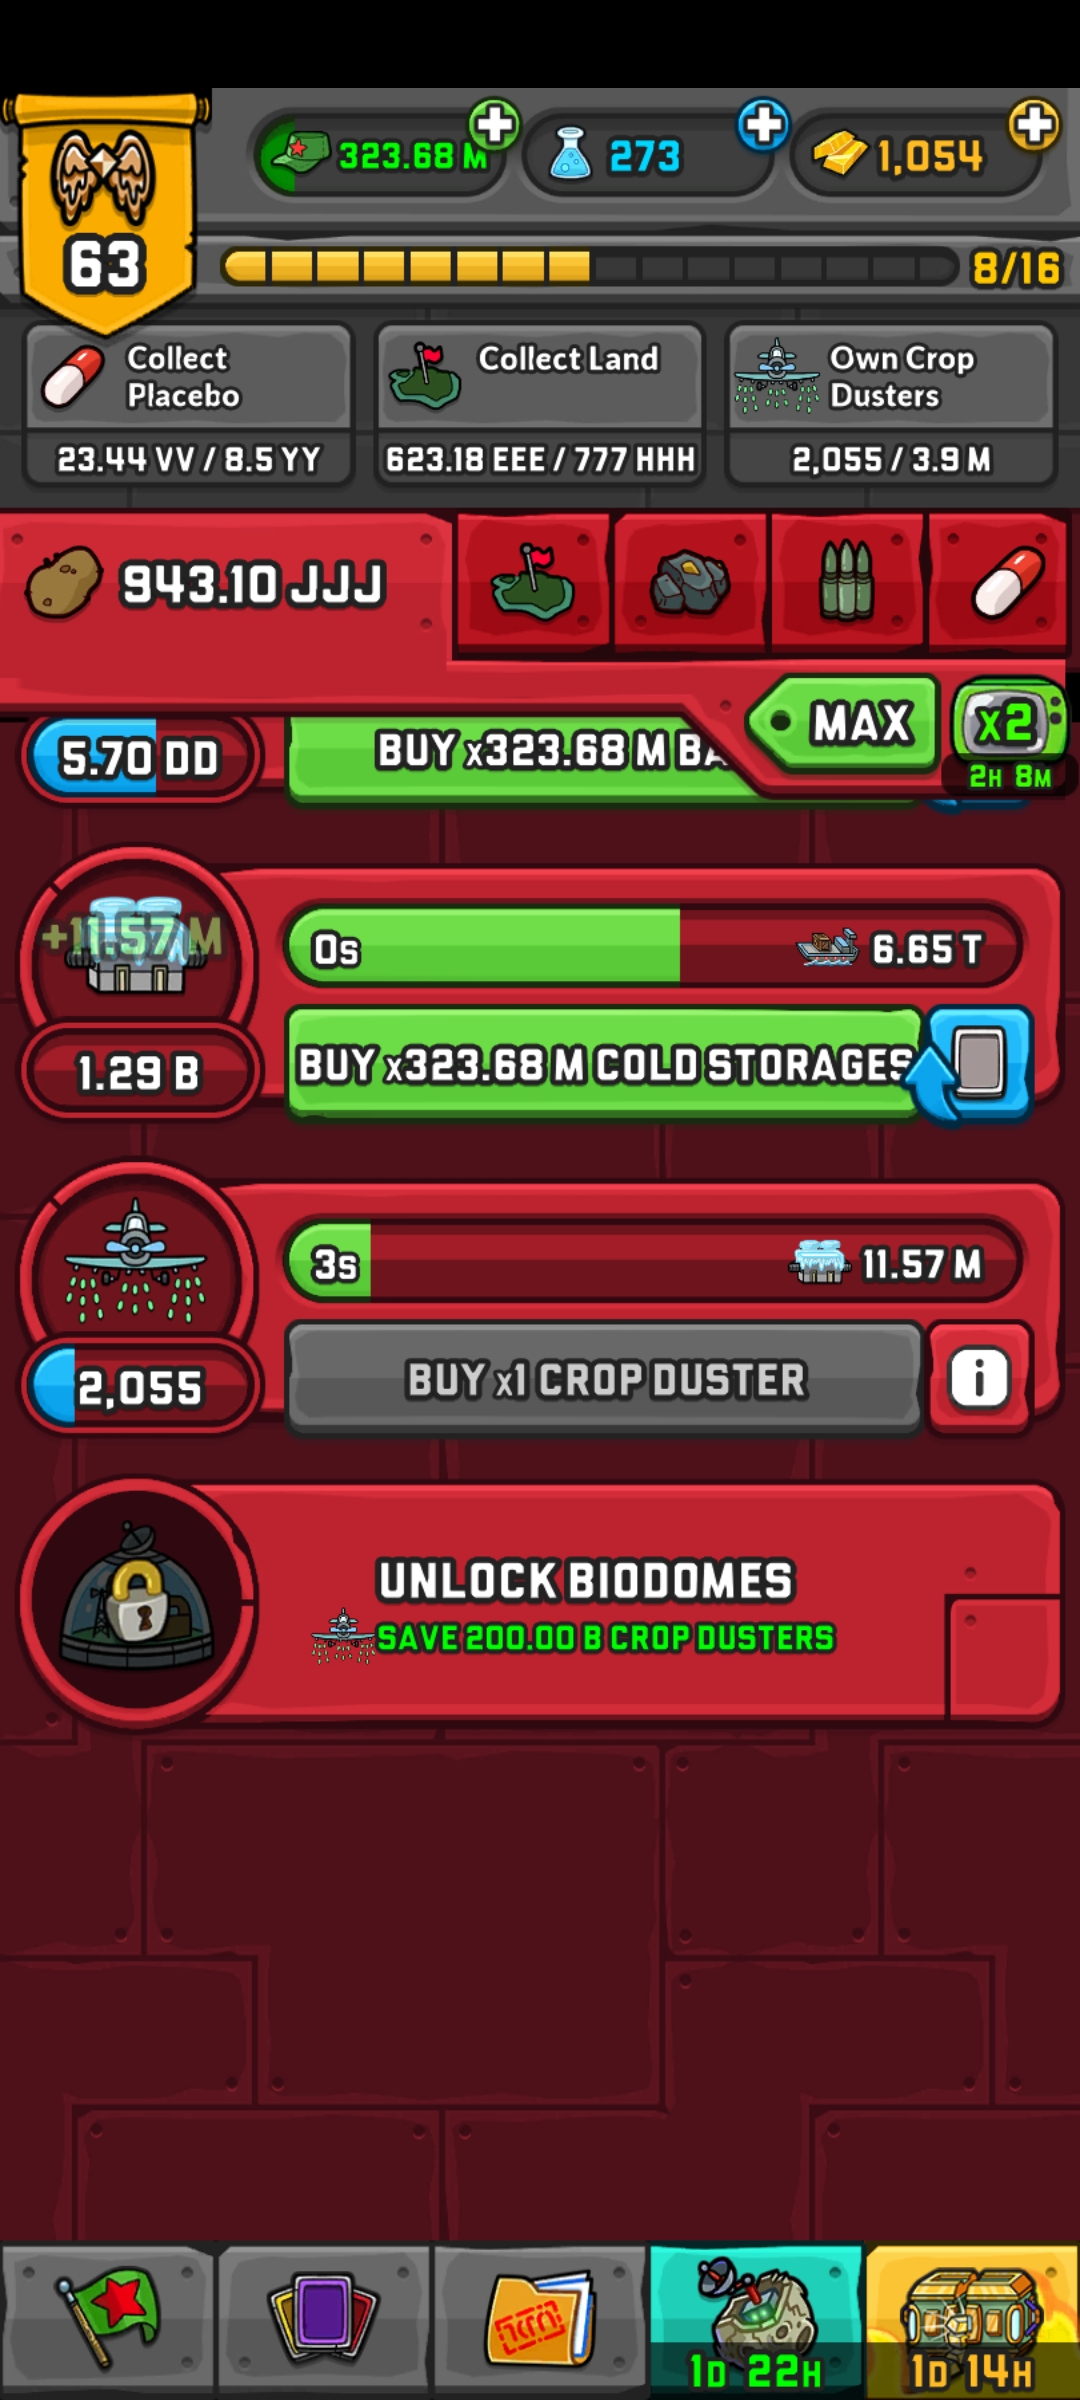 323.68 M
273
1,054
63
8/16
Collect
Placebo
Collect Land
Own Crop
Dusters
23.44 VV / 8.5 YY
623.18 EEE / 777 HHH
2,055 / 3.9 M
943.10 JJJ
MAX
x2
2H 8M
5.70 DD
BUY x323.68 M BA
+11.57 M
0s
6.65 T
1.29 B
BUY x323.68 M COLD STORAGES
3s
11.57 M
2,055
BUY x1 CROP DUSTER
i
UNLOCK BIODOMES
SAVE 200.00 B CROP DUSTERS
1D 22H
1D 14H